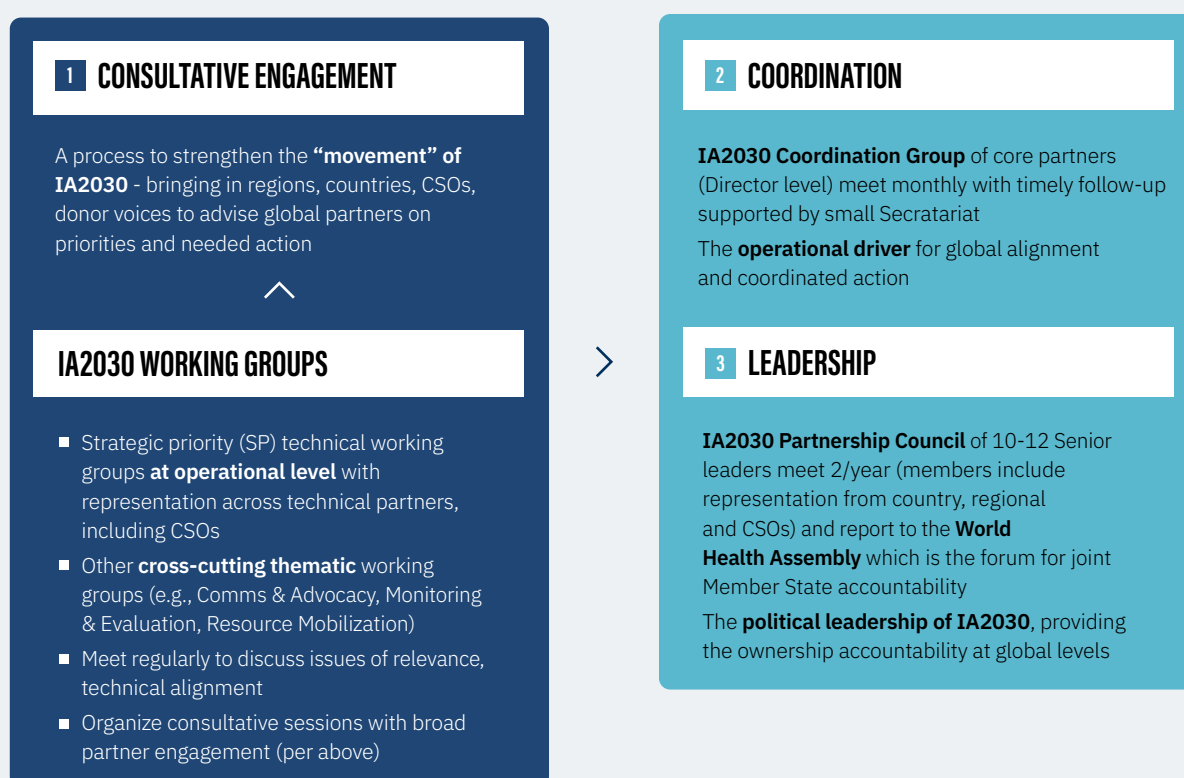 1 CONSULTATIVE ENGAGEMENT
A process to strengthen the “movement” of
IA2030 - bringing in regions, countries, CSOs,
donor voices to advise global partners on
priorities and needed action
IA2030 WORKING GROUPS
Strategic priority (SP) technical working
groups at operational level with
representation across technical partners,
including CSOs
Other cross-cutting thematic working
groups (e.g., Comms & Advocacy, Monitoring
& Evaluation, Resource Mobilization)
Meet regularly to discuss issues of relevance,
technical alignment
Organize consultative sessions with broad
partner engagement (per above)
2 COORDINATION
IA2030 Coordination Group of core partners
(Director level) meet monthly with timely follow-up
supported by small Secratariat
The operational driver for global alignment
and coordinated action
3 LEADERSHIP
IA2030 Partnership Council of 10-12 Senior
leaders meet 2/year (members include
representation from country, regional
and CSOs) and report to the World
Health Assembly which is the forum for joint
Member State accountability
The political leadership of IA2030, providing
the ownership accountability at global levels